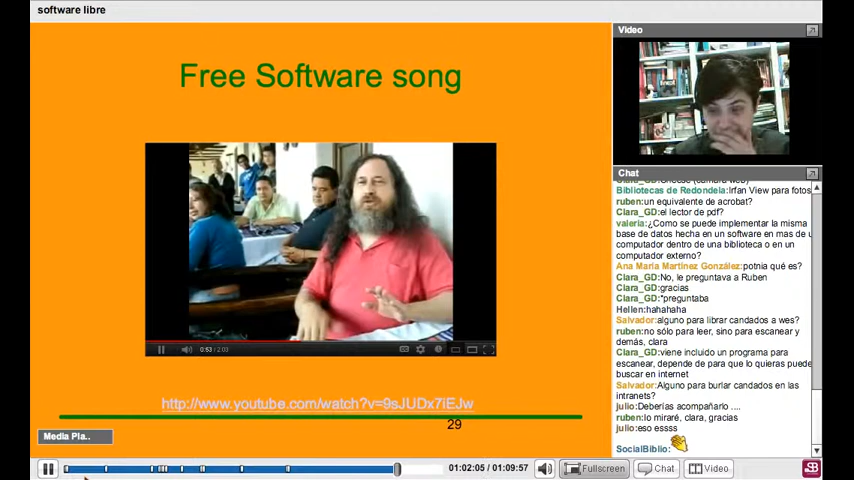 software libre
Free Software song
0:53 / 2:03
http://www.youtube.com/watch?v=9sJUDx7iEJw
29
Media Pla..
Video
Chat
Bibliotecas de Redondela:Irfan View para fotos
ruben:un equivalente de acrobat?
Clara_GD:el lector de pdf?
valeria:¿Como se puede implementar la misma
base de datos hecha en un software en mas de u
computador dentro de una biblioteca o en un
computador externo?
Ana María Martínez González:potnia qué es?
Clara_GD:No, le preguntava a Ruben
Clara_GD:gracias
Clara_GD:*preguntaba
Hellen:hahahaha
Salvador:alguno para librar candados a wes?
ruben:no sólo para leer, sino para escanear y
demás, clara
Clara_GD:viene incluido un programa para
escanear, depende de para que lo quieras puede
buscar en internet
Salvador:Alguno para burlar candados en las
intranets?
julio:Deberías acompañarlo ....
ruben:lo miraré, clara, gracias
julio:eso essss
SocialBiblio:
01:02:05 / 01:09:57
Fullscreen
Chat
Video
SB